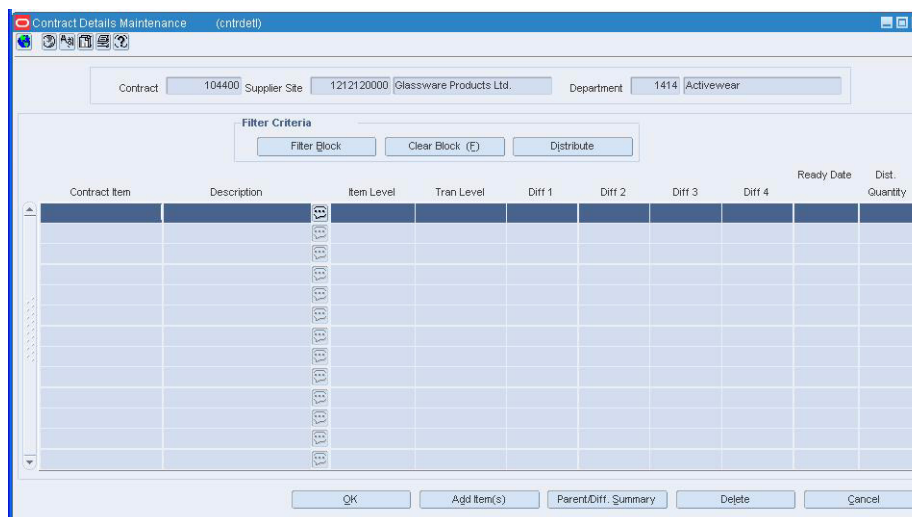 Contract Details Maintenance (cntrdetl)
Contract 104400 Supplier Site 1212120000 Glassware Products Ltd. Department 1414 Activewear
Filter Criteria
Filter Block Clear Block (F) Distribute
Ready Date Dist.
Contract Item Description Item Level Tran Level Diff 1 Diff 2 Diff 3 Diff 4 Quantity
OK Add Item(s) Parent/Diff. Summary Delete Cancel